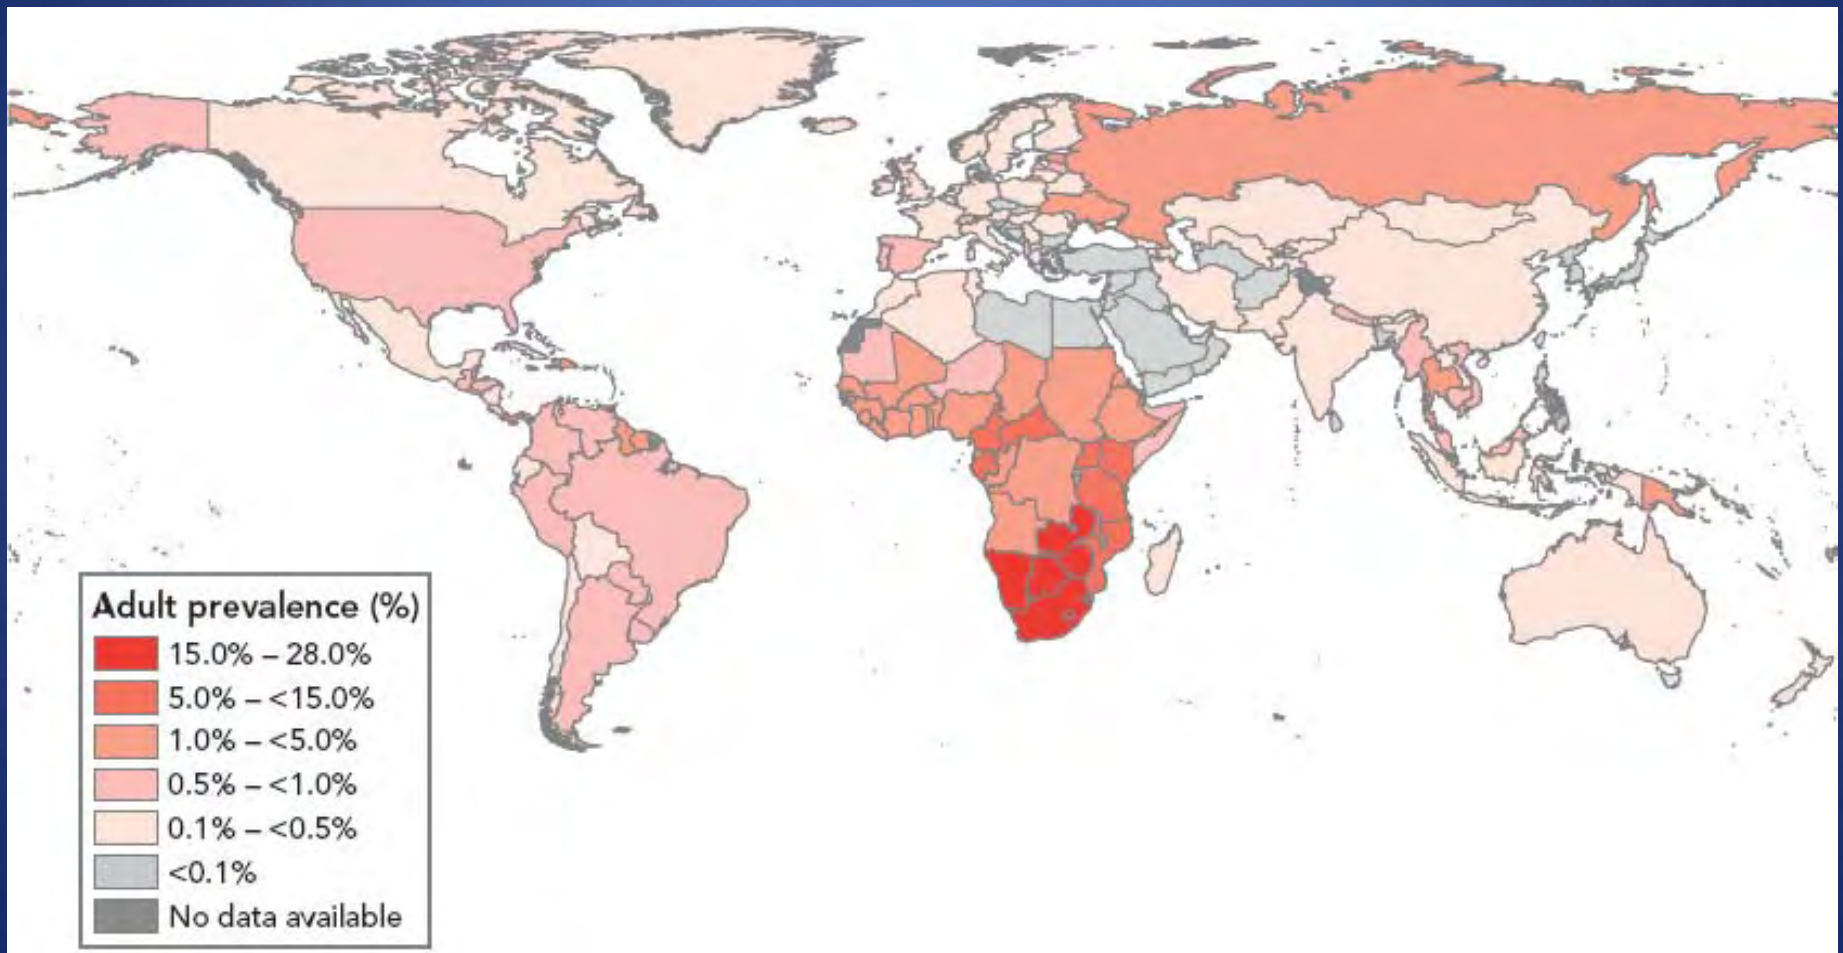 Adult prevalence (%)
15.0% – 28.0%
5.0% – <15.0%
1.0% – <5.0%
0.5% – <1.0%
0.1% – <0.5%
<0.1%
No data available